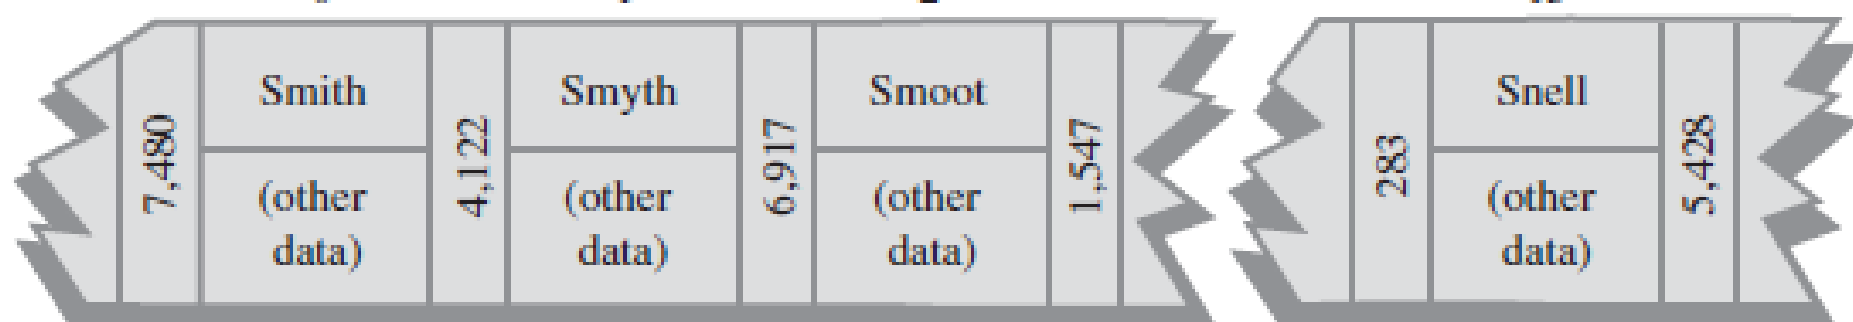 7,480
Smith
(other
data)
4,122
Smyth
(other
data)
6,917
Smoot
(other
data)
1,547
283
Snell
(other
data)
5,428